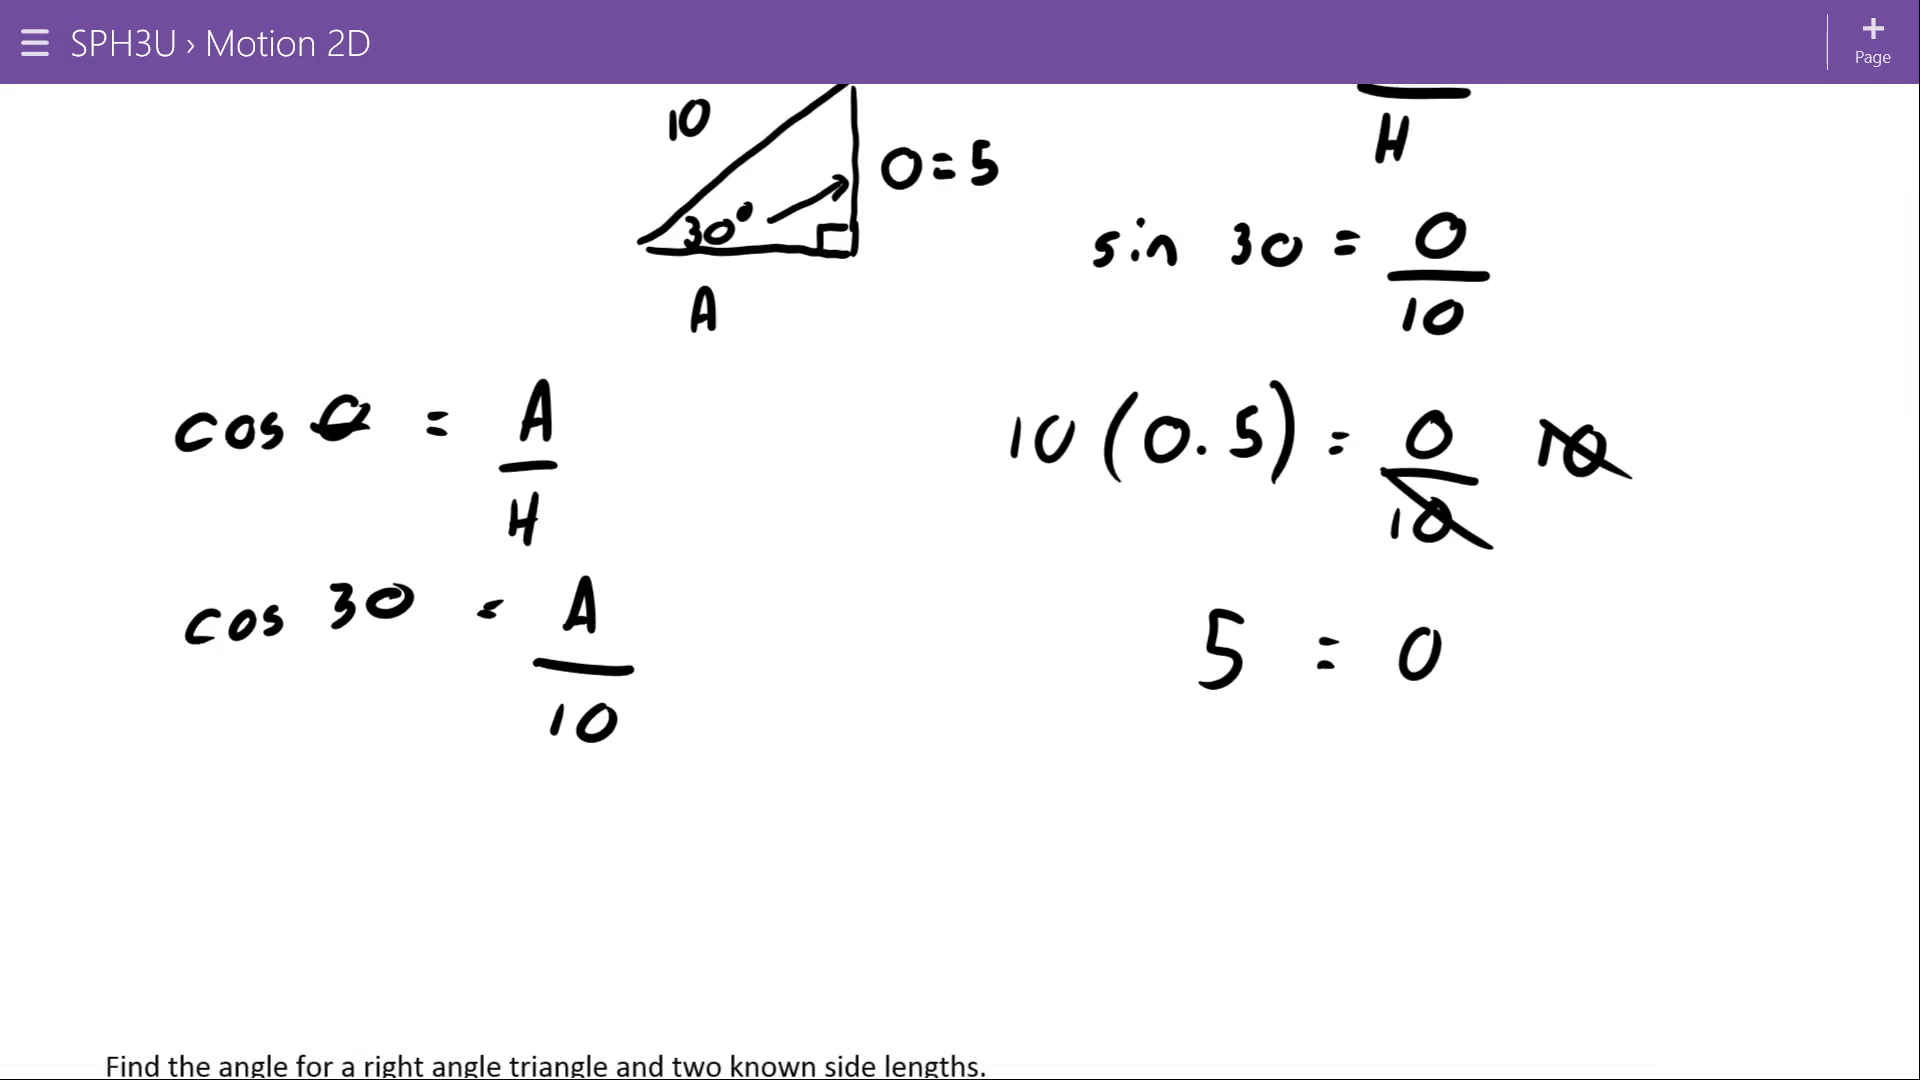 SPH3U › Motion 2D
+
Page
10
O = 5
30°
A
H
sin 30 = O
10
cos θ = A
H
10 (0.5) = O 10
10
cos 30 = A
10
5 = O
Find the angle for a right angle triangle and two known side lengths.